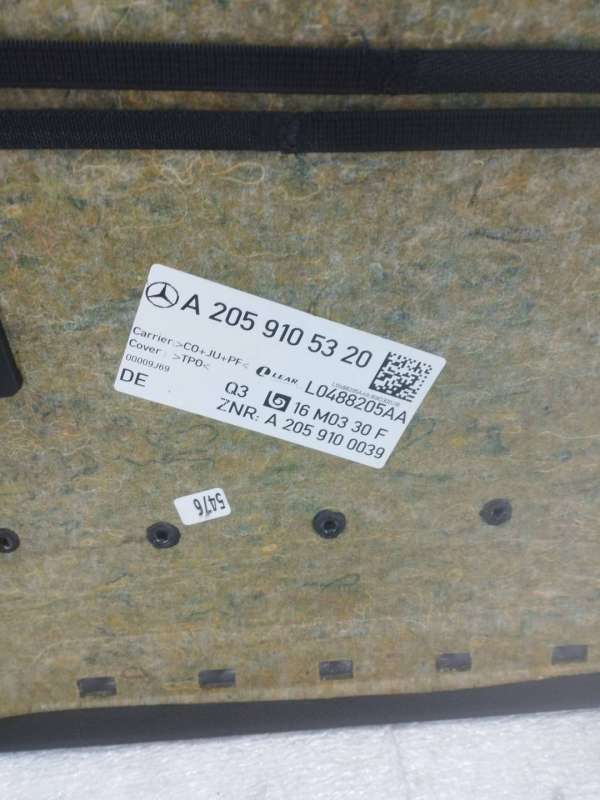 A 205 910 53 20
Carrier:>CO+JU+PF<
Cover: >TPO<
00009J69
LEAR
L0488205AA
DE
Q3
16 M03 30 F
ZNR: A 205 910 0039
5476